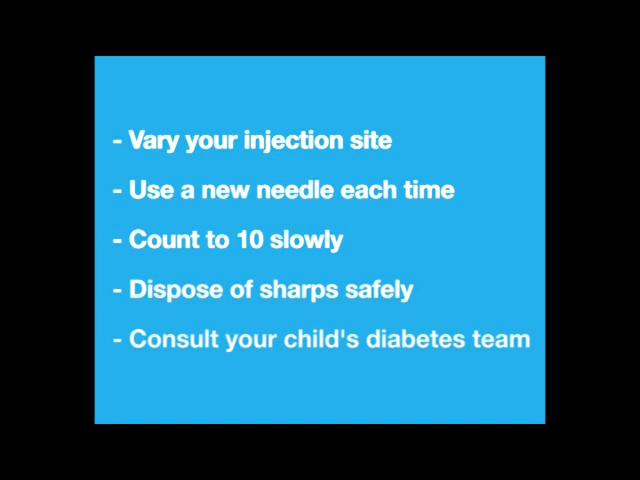 - Vary your injection site
- Use a new needle each time
- Count to 10 slowly
- Dispose of sharps safely
- Consult your child's diabetes team